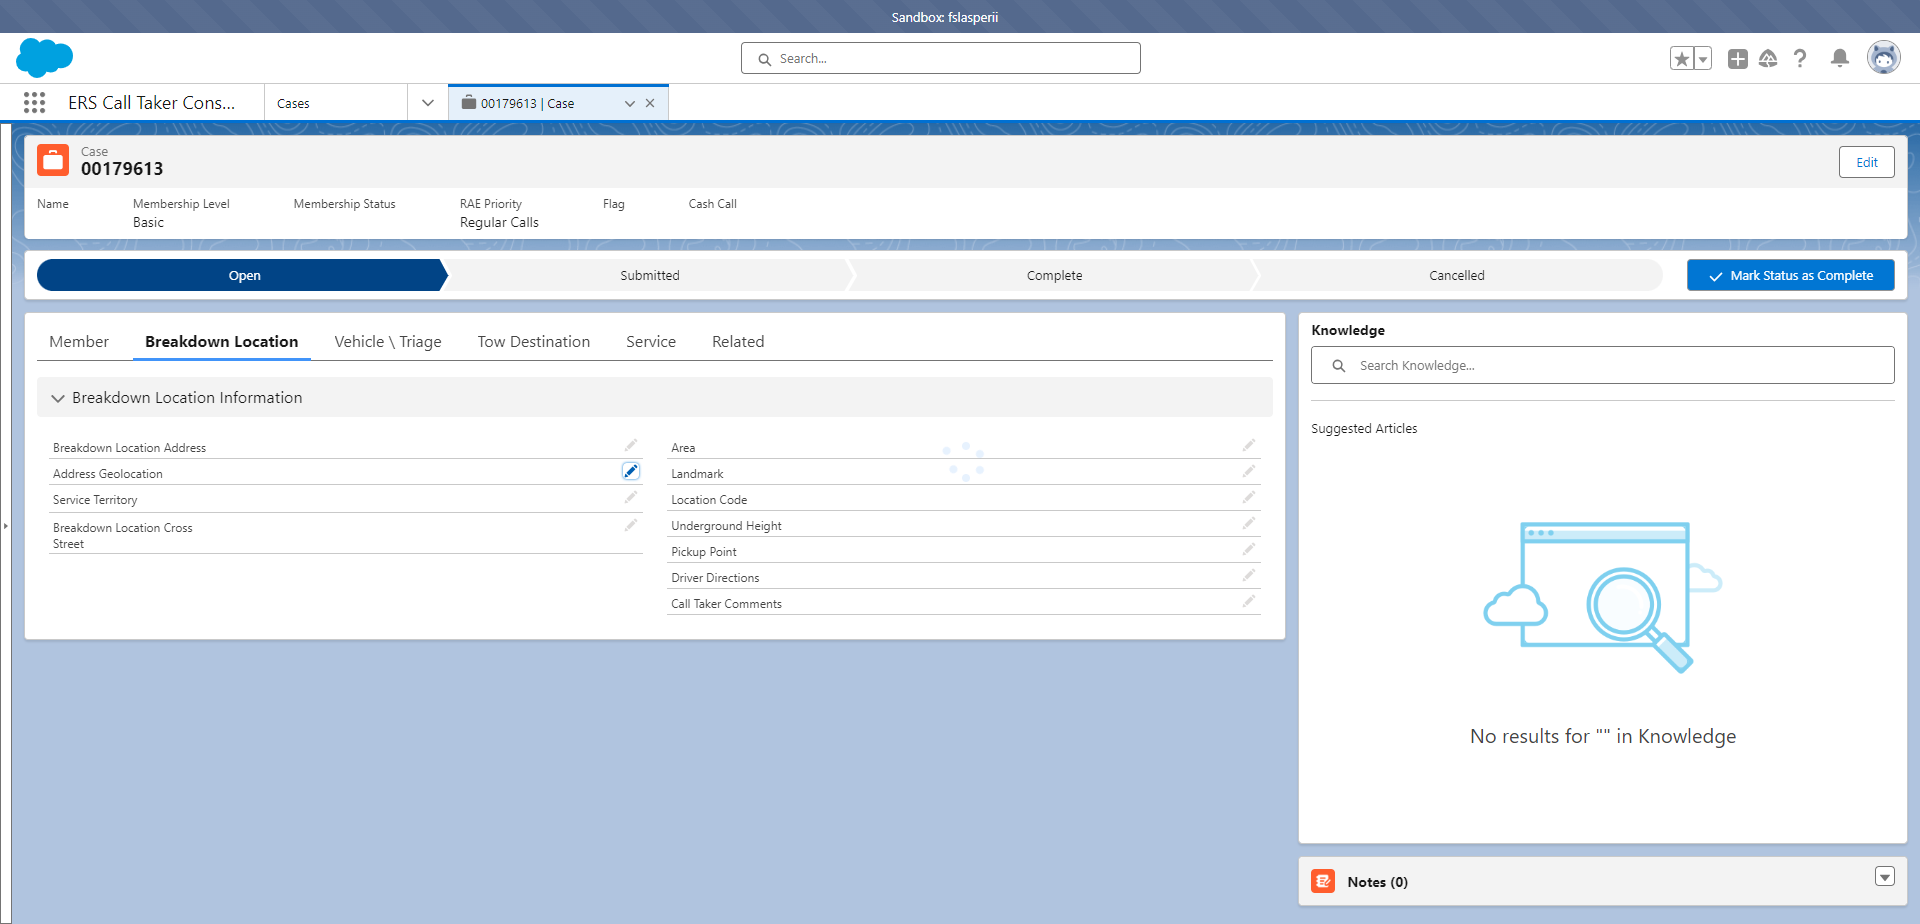 Sandbox: fslasperii
Search...
ERS Call Taker Cons...
Cases
00179613 | Case
Case
00179613
Edit
Name
Membership Level
Membership Status
RAE Priority
Flag
Cash Call
Basic
Regular Calls
Open
Submitted
Complete
Cancelled
Mark Status as Complete
Member
Breakdown Location
Vehicle \ Triage
Tow Destination
Service
Related
Breakdown Location Information
Breakdown Location Address
Address Geolocation
Service Territory
Breakdown Location Cross
Street
Area
Landmark
Location Code
Underground Height
Pickup Point
Driver Directions
Call Taker Comments
Knowledge
Search Knowledge...
Suggested Articles
No results for "" in Knowledge
Notes (0)